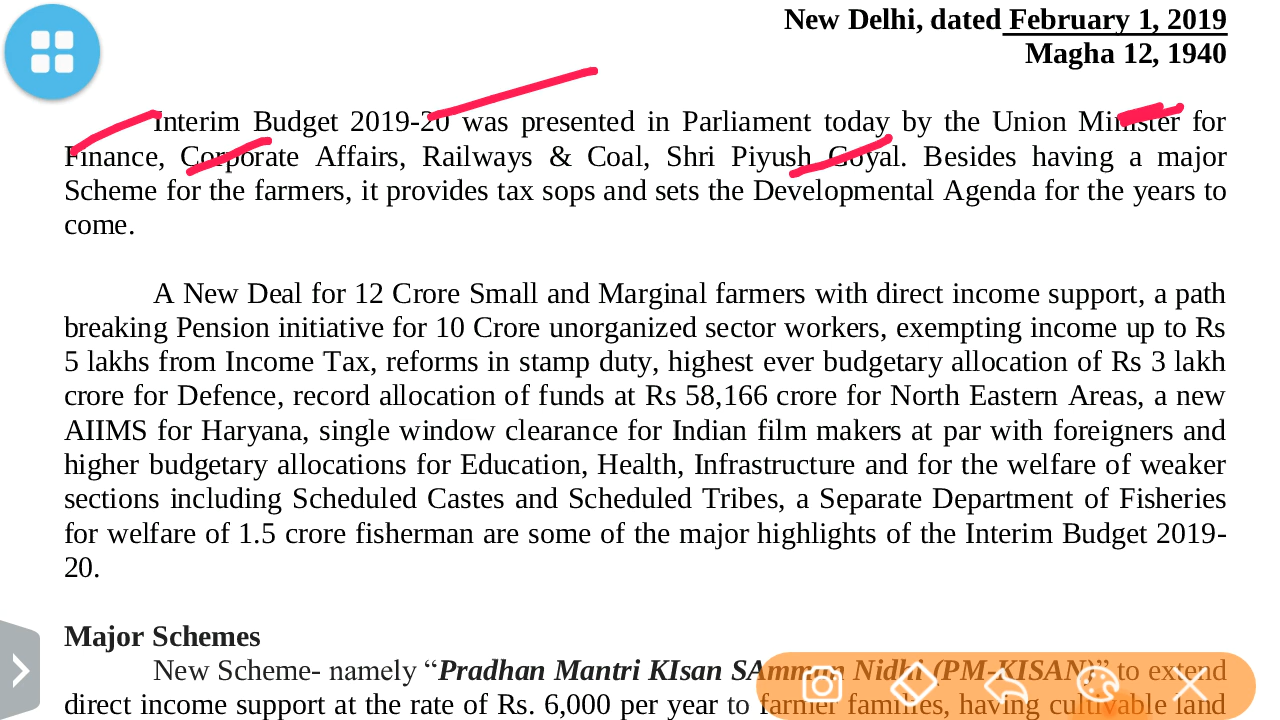 New Delhi, dated February 1, 2019
Magha 12, 1940
Interim Budget 2019-20 was presented in Parliament today by the Union Minister for
Finance, Corporate Affairs, Railways & Coal, Shri Piyush Goyal. Besides having a major
Scheme for the farmers, it provides tax sops and sets the Developmental Agenda for the years to
come.
A New Deal for 12 Crore Small and Marginal farmers with direct income support, a path
breaking Pension initiative for 10 Crore unorganized sector workers, exempting income up to Rs
5 lakhs from Income Tax, reforms in stamp duty, highest ever budgetary allocation of Rs 3 lakh
crore for Defence, record allocation of funds at Rs 58,166 crore for North Eastern Areas, a new
AIIMS for Haryana, single window clearance for Indian film makers at par with foreigners and
higher budgetary allocations for Education, Health, Infrastructure and for the welfare of weaker
sections including Scheduled Castes and Scheduled Tribes, a Separate Department of Fisheries
for welfare of 1.5 crore fisherman are some of the major highlights of the Interim Budget 2019-
20.
Major Schemes
New Scheme- namely “Pradhan Mantri KIsan SAmman Nidhi (PM-KISAN)” to extend
direct income support at the rate of Rs. 6,000 per year to farmer families, having cultivable land